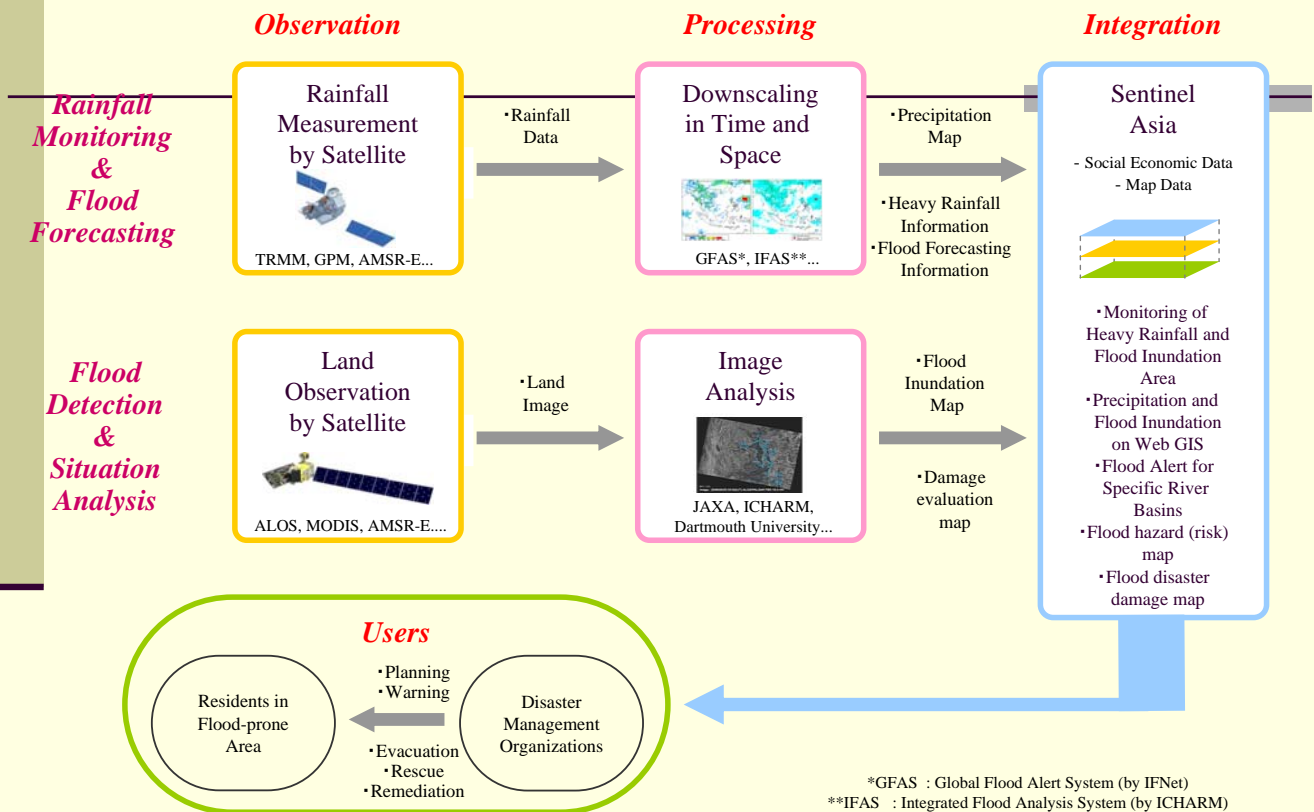 Observation
Processing
Integration
Rainfall
Monitoring
&
Flood
Forecasting
Rainfall
Measurement
by Satellite
TRMM, GPM, AMSR-E...
・Rainfall
Data
Downscaling
in Time and
Space
GFAS*, IFAS**...
・Precipitation
Map
・Heavy Rainfall
Information
・Flood Forecasting
Information
Sentinel
Asia
- Social Economic Data
- Map Data
・Monitoring of
Heavy Rainfall and
Flood Inundation
Area
・Precipitation and
Flood Inundation
on Web GIS
・Flood Alert for
Specific River
Basins
・Flood hazard (risk)
map
・Flood disaster
damage map
Flood
Detection
&
Situation
Analysis
Land
Observation
by Satellite
ALOS, MODIS, AMSR-E....
・Land
Image
Image
Analysis
JAXA, ICHARM,
Dartmouth University...
・Flood
Inundation
Map
・Damage
evaluation
map
Users
Residents in
Flood-prone
Area
・Planning
・Warning
・Evacuation
・Rescue
・Remediation
Disaster
Management
Organizations
*GFAS : Global Flood Alert System (by IFNet)
**IFAS : Integrated Flood Analysis System (by ICHARM)